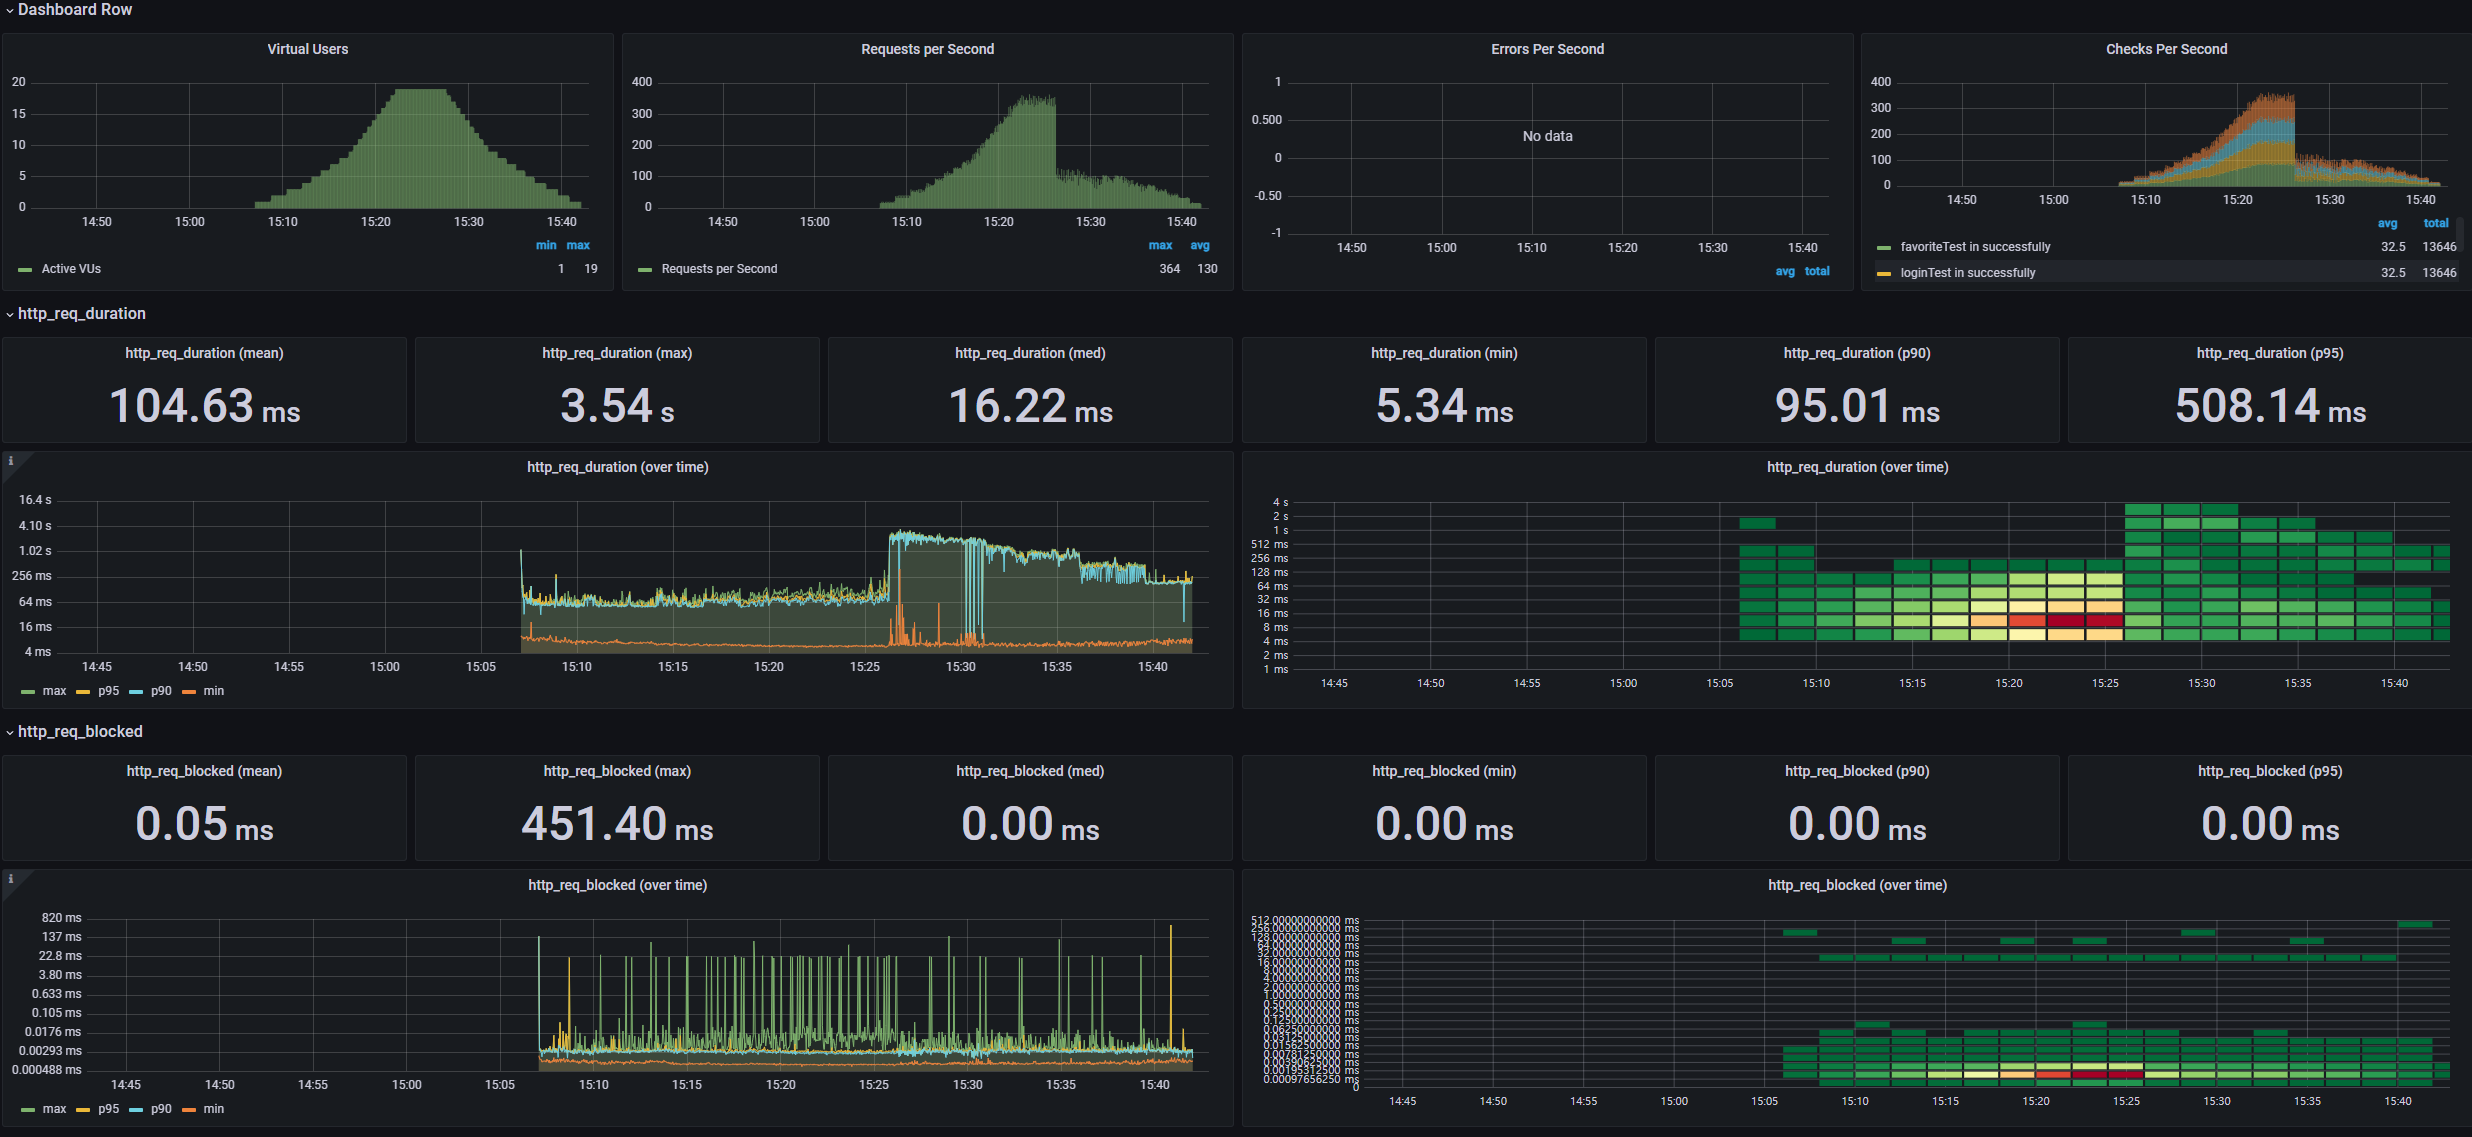 Dashboard Row
Virtual Users
20
15
10
5
0
14:50 15:00 15:10 15:20 15:30 15:40
min max
Active VUs 1 19
Requests per Second
400
300
200
100
0
14:50 15:00 15:10 15:20 15:30 15:40
max avg
Requests per Second 364 130
Errors Per Second
1
0.500
0
-0.50
-1
No data
14:50 15:00 15:10 15:20 15:30 15:40
avg total
Checks Per Second
400
300
200
100
0
14:50 15:00 15:10 15:20 15:30 15:40
avg total
favoriteTest in successfully 32.5 13646
loginTest in successfully 32.5 13646
http_req_duration
http_req_duration (mean)
104.63 ms
http_req_duration (max)
3.54 s
http_req_duration (med)
16.22 ms
http_req_duration (min)
5.34 ms
http_req_duration (p90)
95.01 ms
http_req_duration (p95)
508.14 ms
i
http_req_duration (over time)
16.4 s
4.10 s
1.02 s
256 ms
64 ms
16 ms
4 ms
14:45 14:50 14:55 15:00 15:05 15:10 15:15 15:20 15:25 15:30 15:35 15:40
max p95 p90 min
http_req_duration (over time)
4 s
2 s
1 s
512 ms
256 ms
128 ms
64 ms
32 ms
16 ms
8 ms
4 ms
2 ms
1 ms
14:45 14:50 14:55 15:00 15:05 15:10 15:15 15:20 15:25 15:30 15:35 15:40
http_req_blocked
http_req_blocked (mean)
0.05 ms
http_req_blocked (max)
451.40 ms
http_req_blocked (med)
0.00 ms
http_req_blocked (min)
0.00 ms
http_req_blocked (p90)
0.00 ms
http_req_blocked (p95)
0.00 ms
i
http_req_blocked (over time)
820 ms
137 ms
22.8 ms
3.80 ms
0.633 ms
0.105 ms
0.0176 ms
0.00293 ms
0.000488 ms
14:45 14:50 14:55 15:00 15:05 15:10 15:15 15:20 15:25 15:30 15:35 15:40
max p95 p90 min
http_req_blocked (over time)
512.00000000000 ms
256.00000000000 ms
128.00000000000 ms
64.00000000000 ms
32.00000000000 ms
16.00000000000 ms
8.00000000000 ms
4.00000000000 ms
2.00000000000 ms
1.00000000000 ms
0.50000000000 ms
0.25000000000 ms
0.12500000000 ms
0.06250000000 ms
0.03125000000 ms
0.01562500000 ms
0.00781250000 ms
0.00390625000 ms
0.00195312500 ms
0.00097656250 ms
0
14:45 14:50 14:55 15:00 15:05 15:10 15:15 15:20 15:25 15:30 15:35 15:40